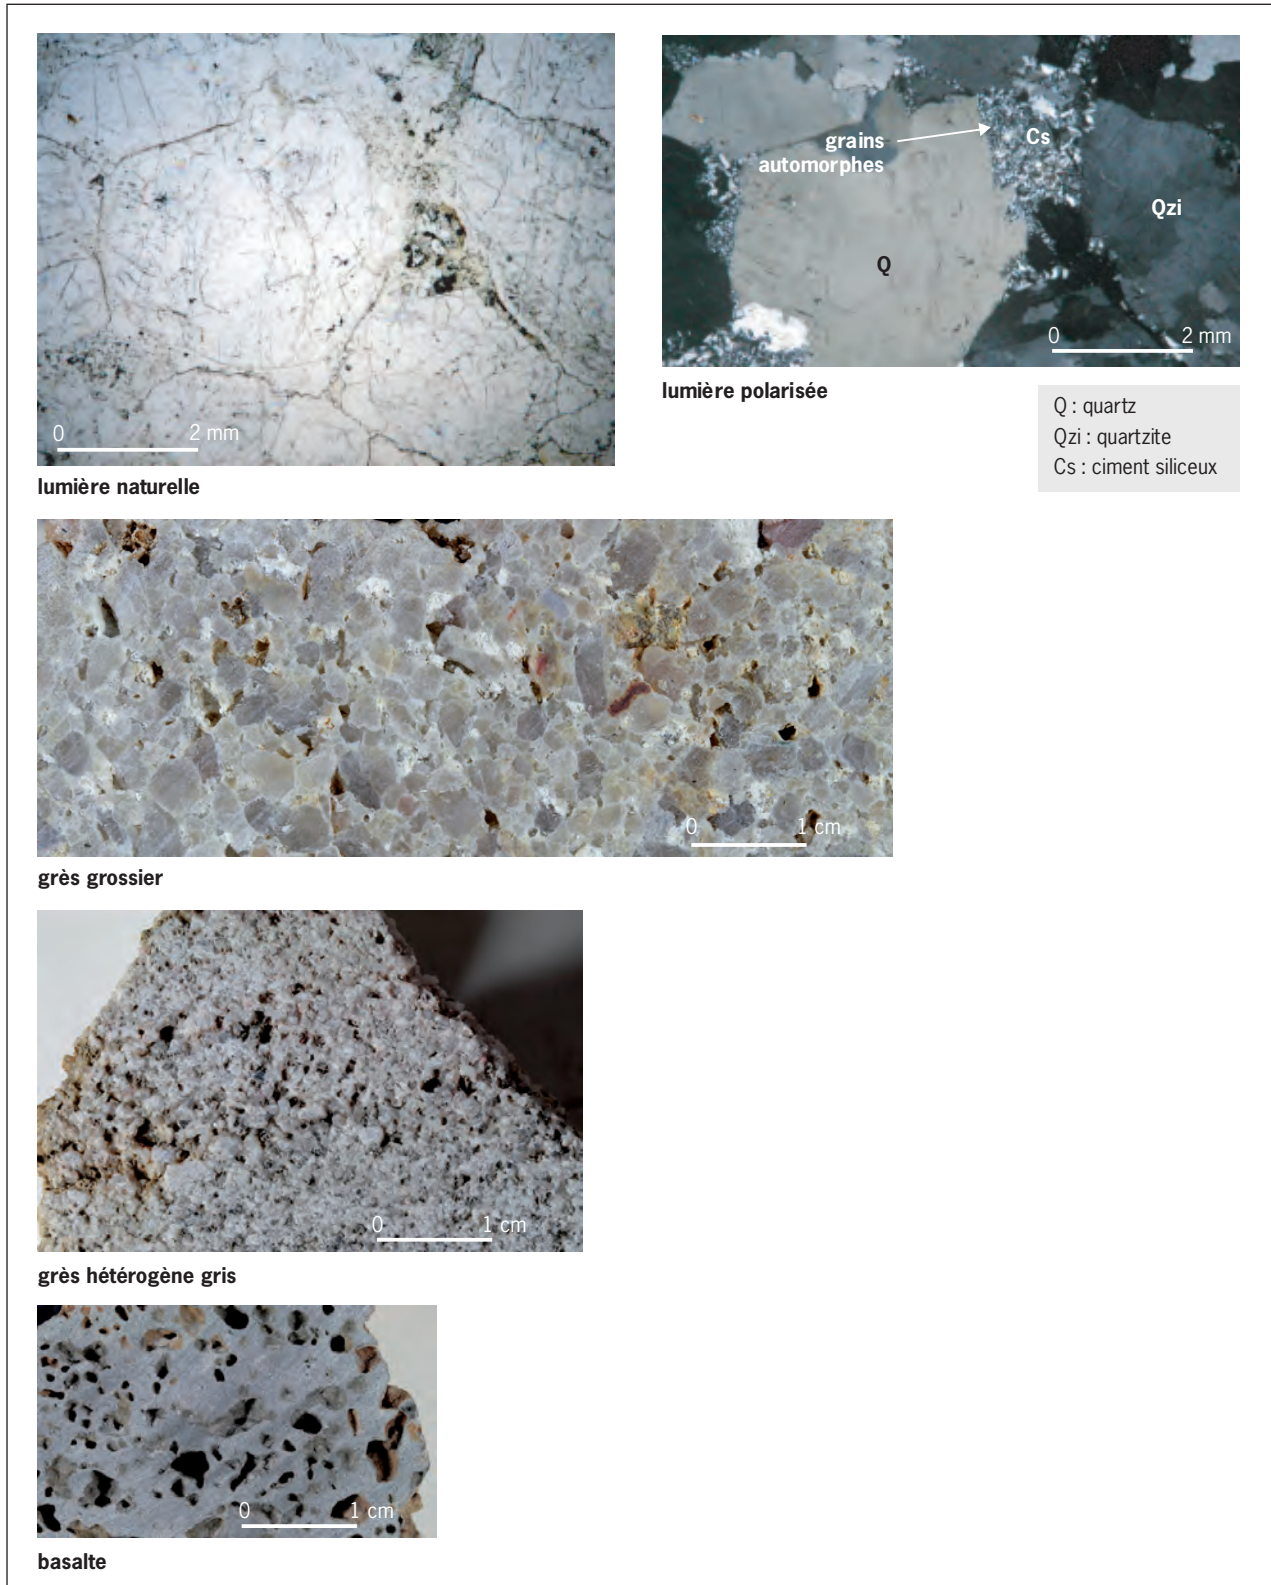 0 2 mm
lumière naturelle
grains
automorphes
Cs
Qzi
Q
0 2 mm
lumière polarisée
Q : quartz
Qzi : quartzite
Cs : ciment siliceux
0 1 cm
grès grossier
0 1 cm
grès hétérogène gris
0 1 cm
basalte